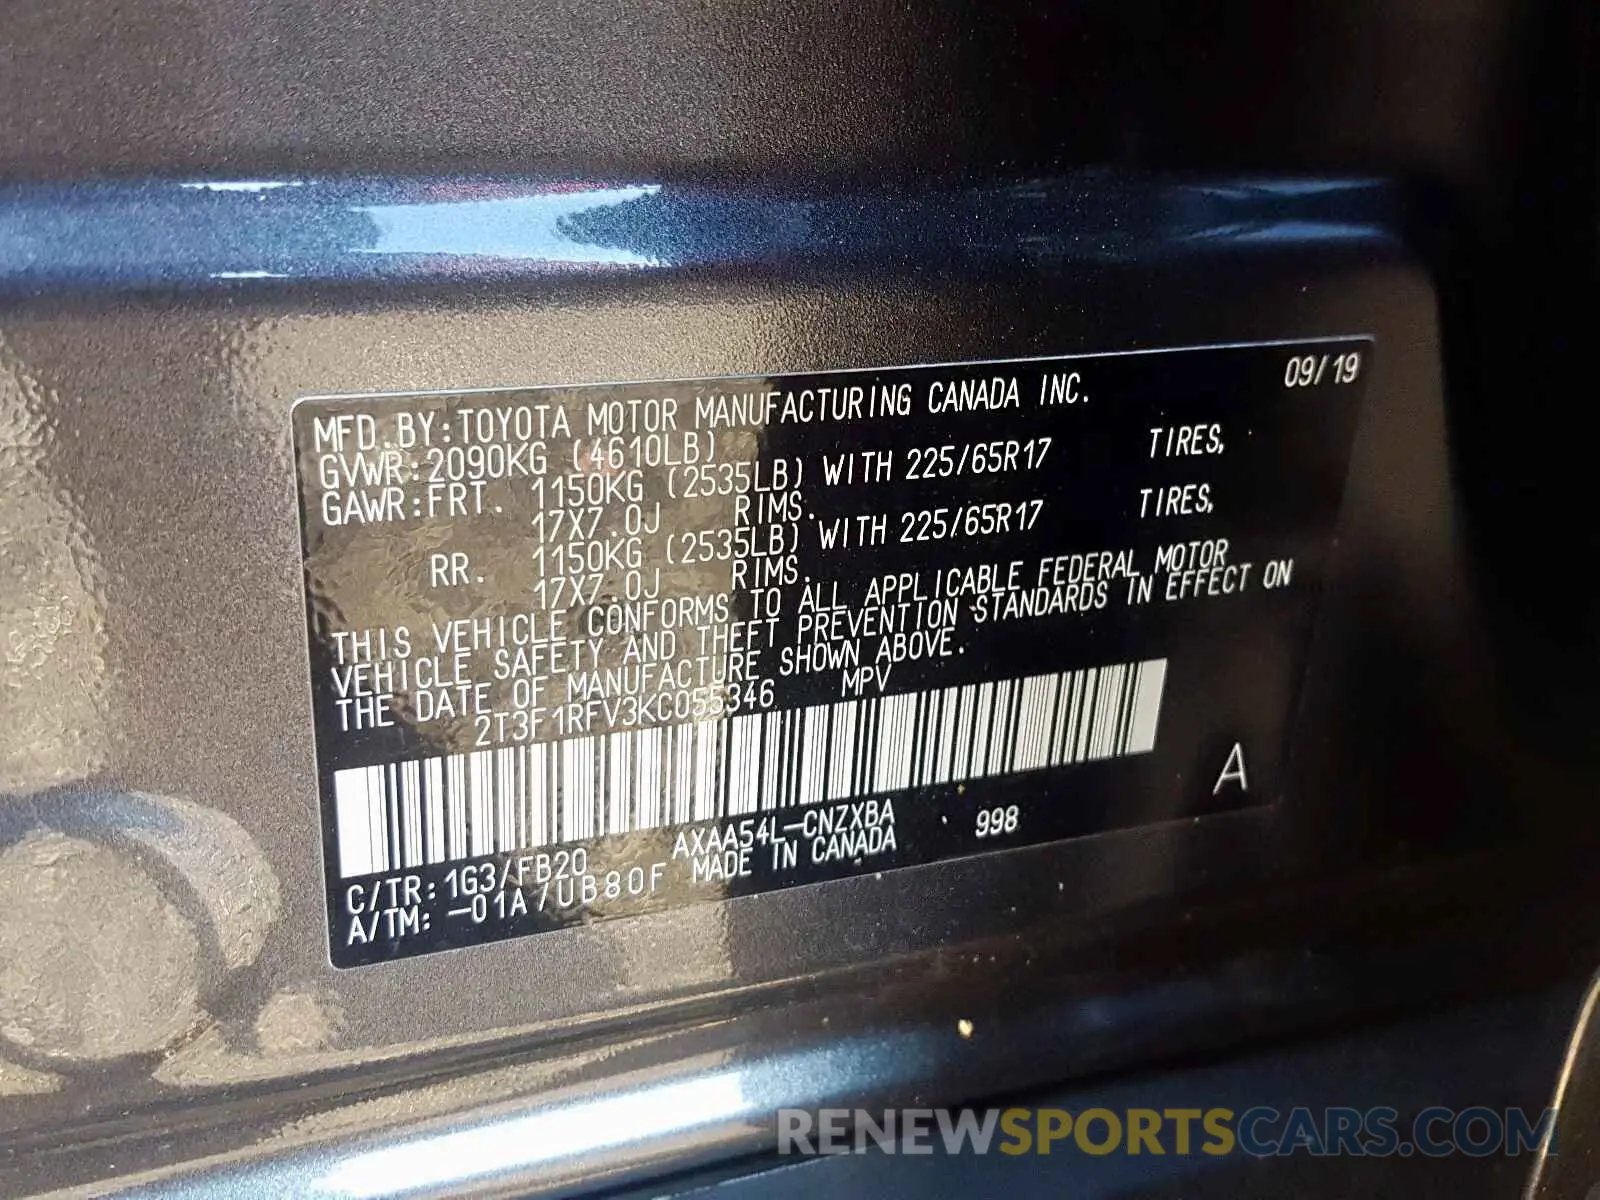 09/19
MFD.BY:TOYOTA MOTOR MANUFACTURING CANADA INC.
GVWR:2090KG (4610LB)
GAWR:FRT. 1150KG (2535LB) WITH 225/65R17 TIRES,
17X7.0J RIMS.
RR. 1150KG (2535LB) WITH 225/65R17 TIRES,
17X7.0J RIMS.
THIS VEHICLE CONFORMS TO ALL APPLICABLE FEDERAL MOTOR
VEHICLE SAFETY AND THEFT PREVENTION STANDARDS IN EFFECT ON
THE DATE OF MANUFACTURE SHOWN ABOVE.
2T3F1RFV3KC055346 MPV
A
C/TR:1G3/FB20 AXAA54L-CNZXBA 998
A/TM:-01A/UB80F MADE IN CANADA
RENEWSPORTSCARS.COM